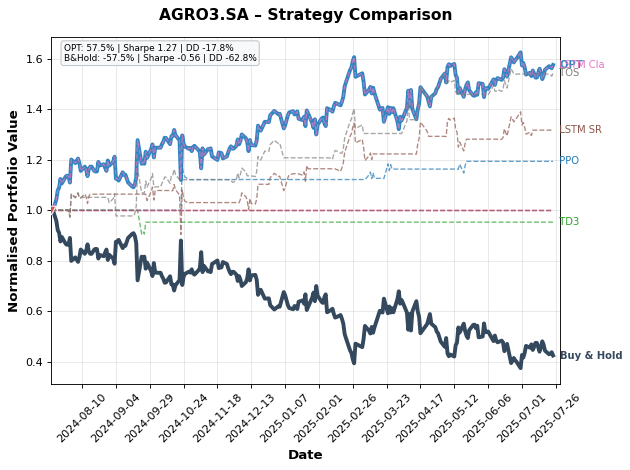 AGRO3.SA – Strategy Comparison
OPT: 57.5% | Sharpe 1.27 | DD -17.8%
B&Hold: -57.5% | Sharpe -0.56 | DD -62.8%
Normalised Portfolio Value
1.6
1.4
1.2
1.0
0.8
0.6
0.4
OPT
M Cla
TOS
LSTM SR
PPO
TD3
Buy & Hold
2024-08-10
2024-09-04
2024-09-29
2024-10-24
2024-11-18
2024-12-13
2025-01-07
2025-02-01
2025-02-26
2025-03-23
2025-04-17
2025-05-12
2025-06-06
2025-07-01
2025-07-26
Date